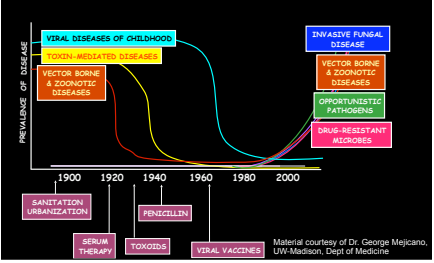 VIRAL DISEASES OF CHILDHOOD
TOXIN-MEDIATED DISEASES
VECTOR BORNE
& ZOONOTIC
DISEASES
PREVALENCE OF DISEASE
INVASIVE FUNGAL
DISEASE
VECTOR BORNE
& ZOONOTIC
DISEASES
OPPORTUNISTIC
PATHOGENS
DRUG-RESISTANT
MICROBES
1900 1920 1940 1960 1980 2000
SANITATION
URBANIZATION
SERUM
THERAPY
TOXOIDS
PENICILLIN
VIRAL VACCINES
Material courtesy of Dr. George Mejicano,
UW-Madison, Dept of Medicine